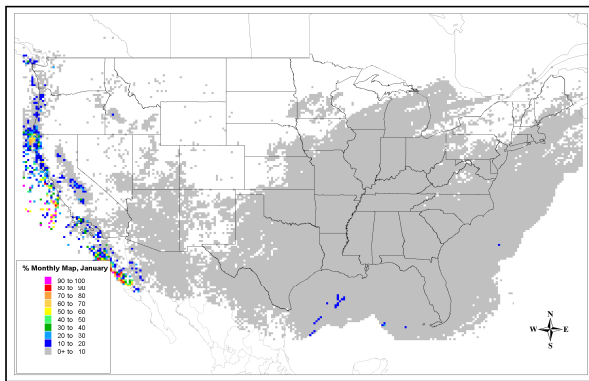 % Monthly Map, January
90 to 100
80 to 90
70 to 80
60 to 70
50 to 60
40 to 50
30 to 40
20 to 30
10 to 20
0+ to 10
N
W E
S